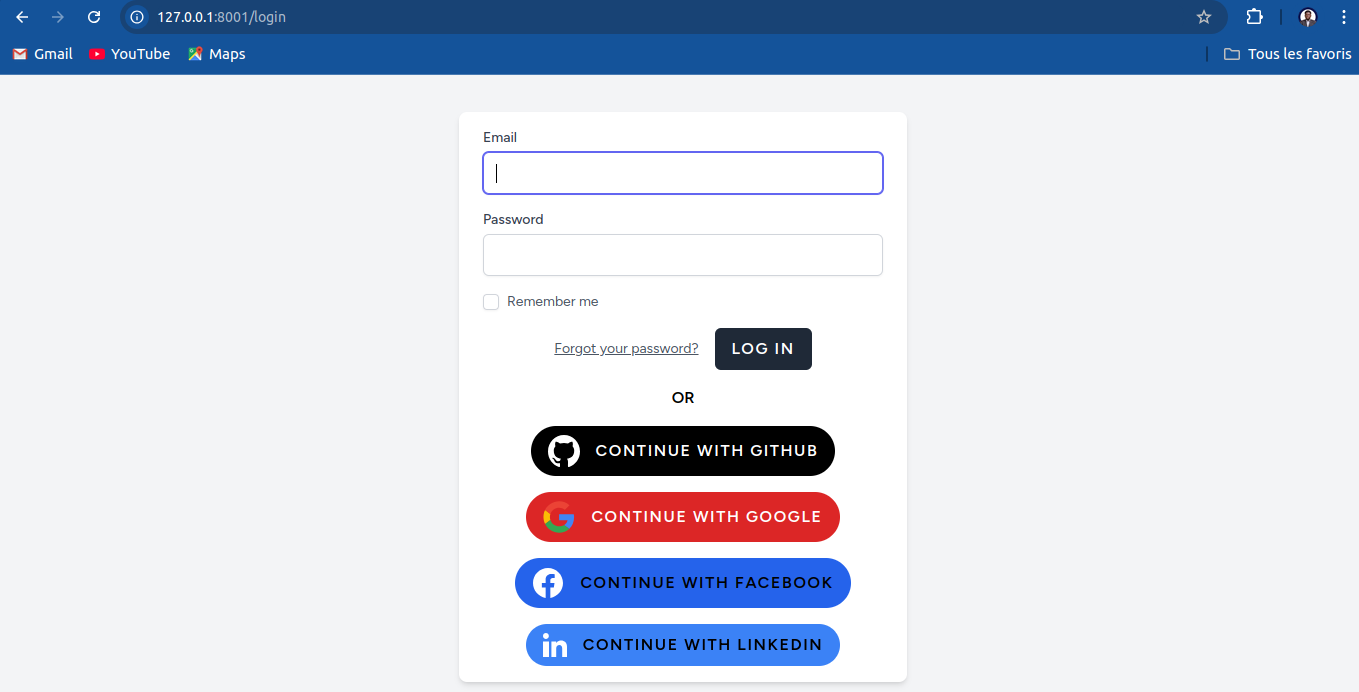 127.0.0.1:8001/login
Gmail YouTube Maps Tous les favoris
Email
Password
Remember me
Forgot your password? LOG IN
OR
CONTINUE WITH GITHUB
CONTINUE WITH GOOGLE
CONTINUE WITH FACEBOOK
CONTINUE WITH LINKEDIN